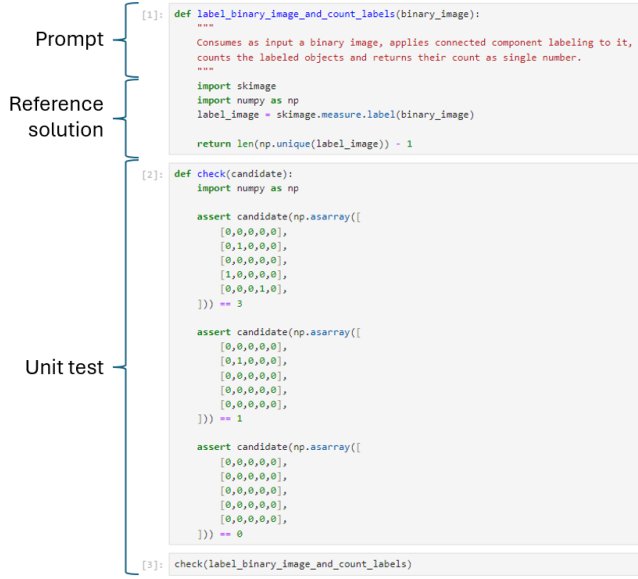 Prompt
[1]: def label_binary_image_and_count_labels(binary_image):
"""
Consumes as input a binary image, applies connected component labeling to it,
counts the labeled objects and returns their count as single number.
"""
Reference
solution
import skimage
import numpy as np
label_image = skimage.measure.label(binary_image)
return len(np.unique(label_image)) - 1
Unit test
[2]: def check(candidate):
import numpy as np
assert candidate(np.asarray([
[0,0,0,0,0],
[0,1,0,0,0],
[0,0,0,0,0],
[1,0,0,0,0],
[0,0,0,1,0],
])) == 3
assert candidate(np.asarray([
[0,0,0,0,0],
[0,1,0,0,0],
[0,0,0,0,0],
[0,0,0,0,0],
[0,0,0,0,0],
])) == 1
assert candidate(np.asarray([
[0,0,0,0,0],
[0,0,0,0,0],
[0,0,0,0,0],
[0,0,0,0,0],
[0,0,0,0,0],
])) == 0
[3]: check(label_binary_image_and_count_labels)